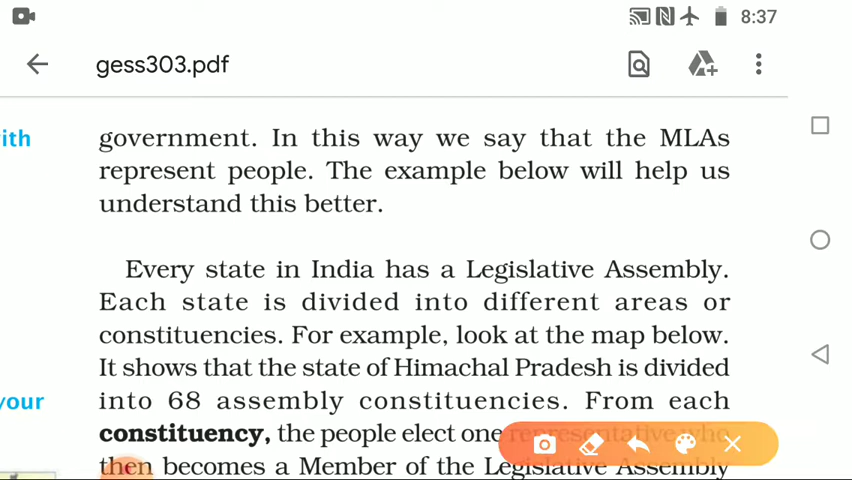 8:37
gess303.pdf
ith
government. In this way we say that the MLAs
represent people. The example below will help us
understand this better.
Every state in India has a Legislative Assembly.
Each state is divided into different areas or
constituencies. For example, look at the map below.
It shows that the state of Himachal Pradesh is divided
your
into 68 assembly constituencies. From each
constituency, the people elect one representative who
then becomes a Member of the Legislative Assembly